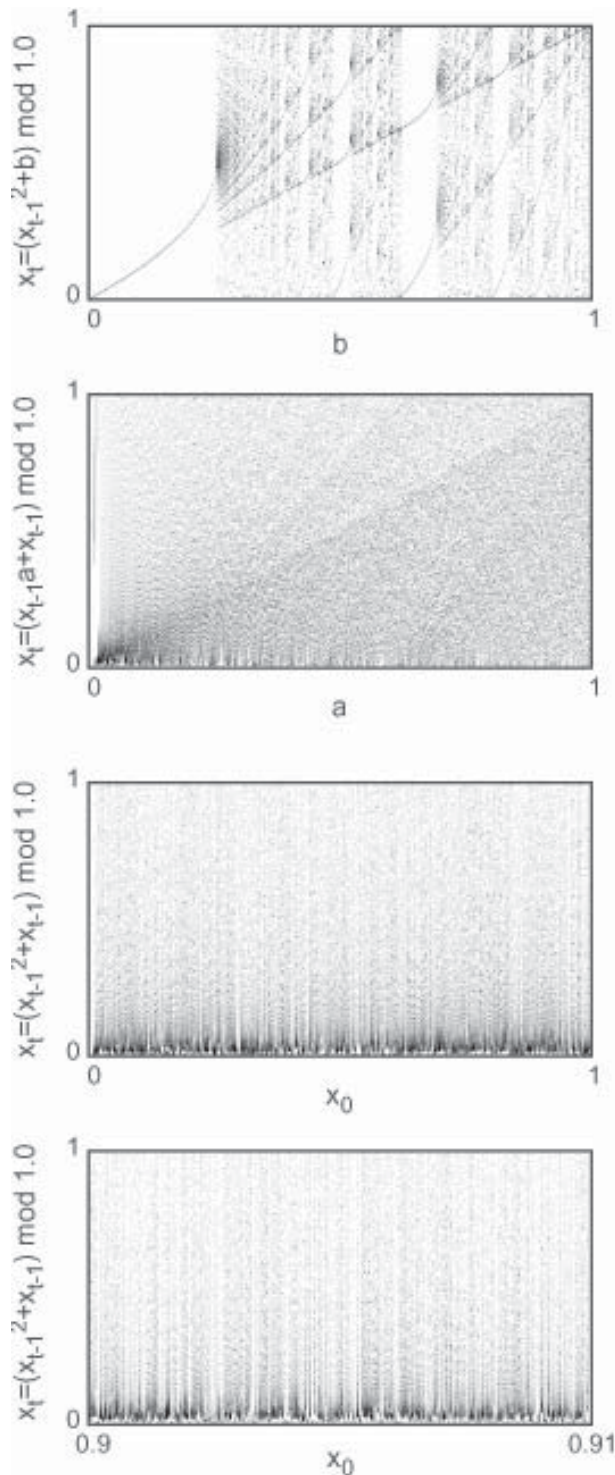 1
x_t=(x_{t-1}^2+b) mod 1.0
0
0
1
b
1
x_t=(x_{t-1}a+x_{t-1}) mod 1.0
0
0
1
a
1
x_t=(x_{t-1}^2+x_{t-1}) mod 1.0
0
0
1
x_0
1
x_t=(x_{t-1}^2+x_{t-1}) mod 1.0
0
0.9
0.91
x_0